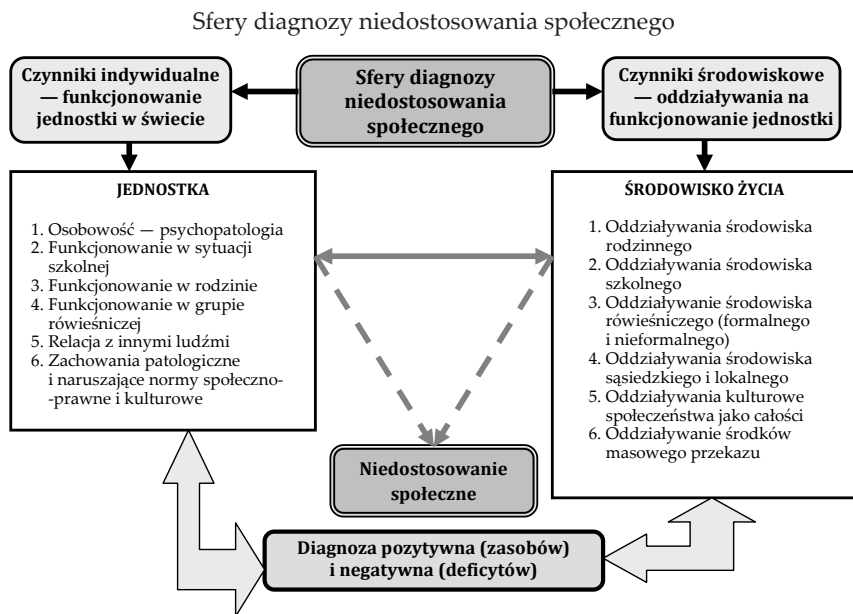 Sfery diagnozy niedostosowania społecznego
Czynniki indywidualne
— funkcjonowanie
jednostki w świecie
Sfery diagnozy
niedostosowania
społecznego
Czynniki środowiskowe
— oddziaływania na
funkcjonowanie jednostki
JEDNOSTKA
1. Osobowość — psychopatologia
2. Funkcjonowanie w sytuacji
szkolnej
3. Funkcjonowanie w rodzinie
4. Funkcjonowanie w grupie
rówieśniczej
5. Relacja z innymi ludźmi
6. Zachowania patologiczne
i naruszające normy społeczno-
-prawne i kulturowe
ŚRODOWISKO ŻYCIA
1. Oddziaływania środowiska
rodzinnego
2. Oddziaływania środowiska
szkolnego
3. Oddziaływanie środowiska
rówieśniczego (formalnego
i nieformalnego)
4. Oddziaływania środowiska
sąsiedzkiego i lokalnego
5. Oddziaływania kulturowe
społeczeństwa jako całości
6. Oddziaływanie środków
masowego przekazu
Niedostosowanie
społeczne
Diagnoza pozytywna (zasobów)
i negatywna (deficytów)